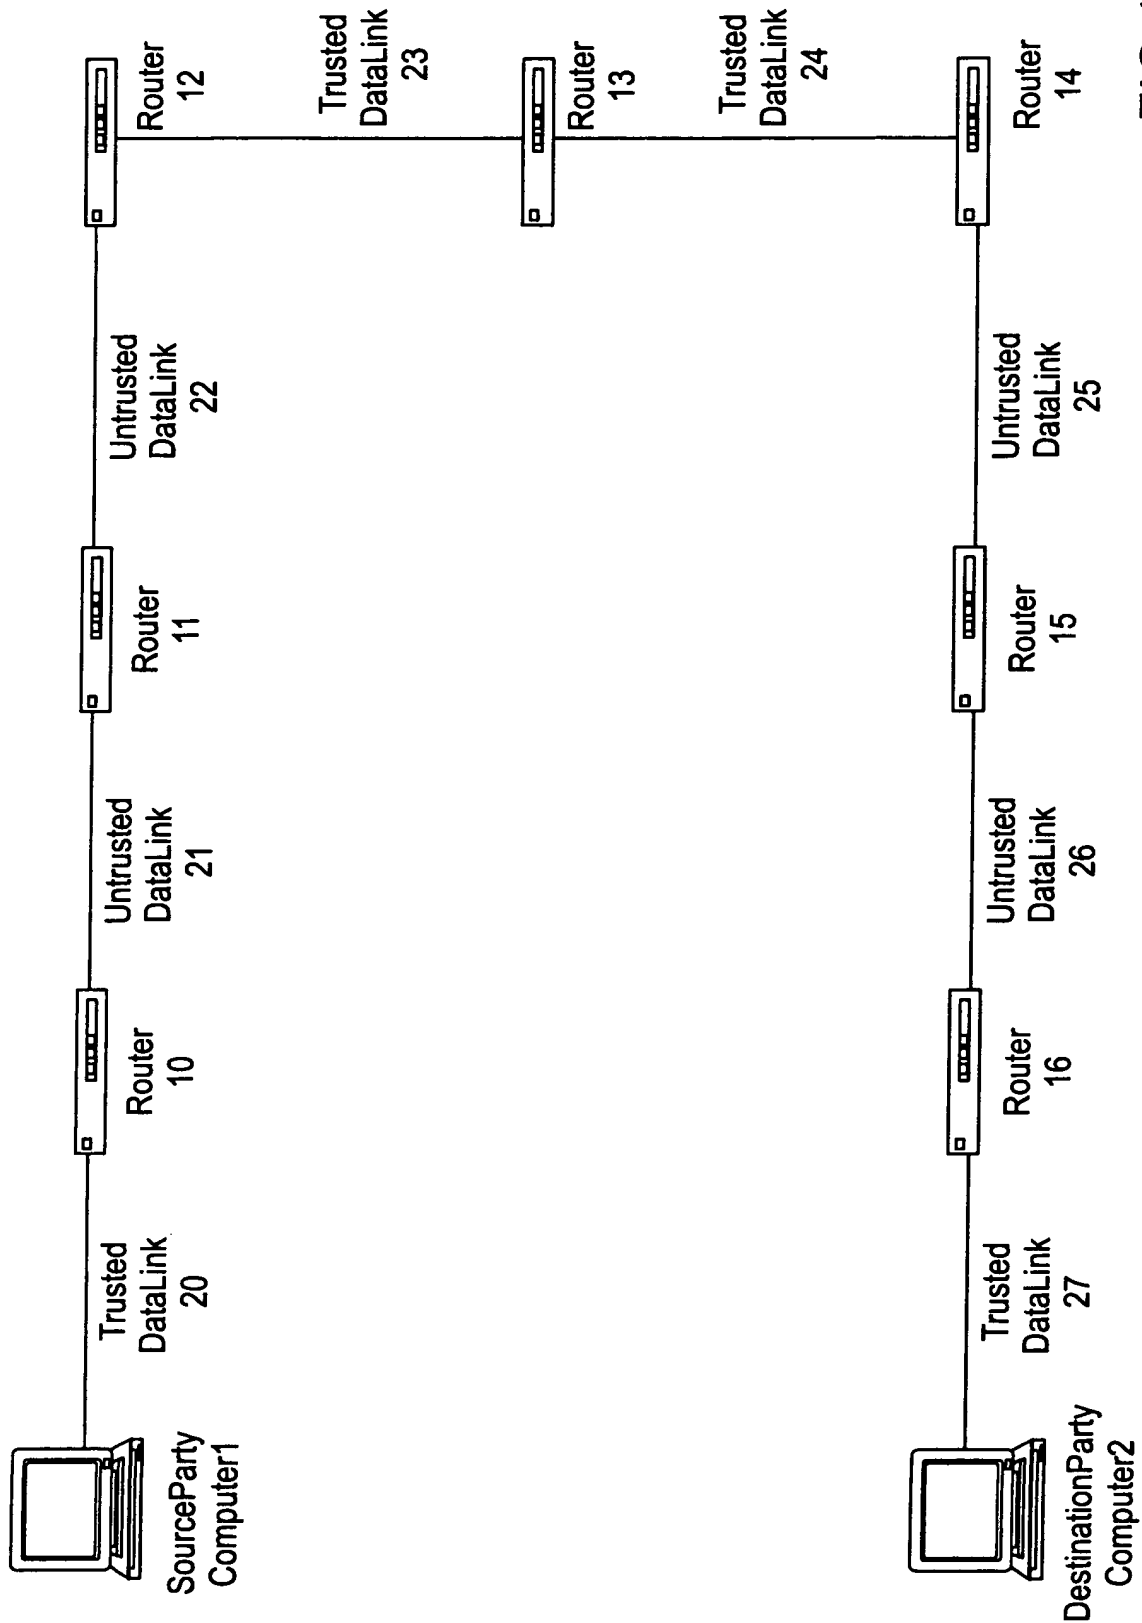 SourceParty
Computer1
Trusted
DataLink
20
Router
10
Untrusted
DataLink
21
Router
11
Untrusted
DataLink
22
Router
12
Trusted
DataLink
23
Router
13
Trusted
DataLink
24
Router
14
Untrusted
DataLink
25
Router
15
Untrusted
DataLink
26
Router
16
Trusted
DataLink
27
DestinationParty
Computer2